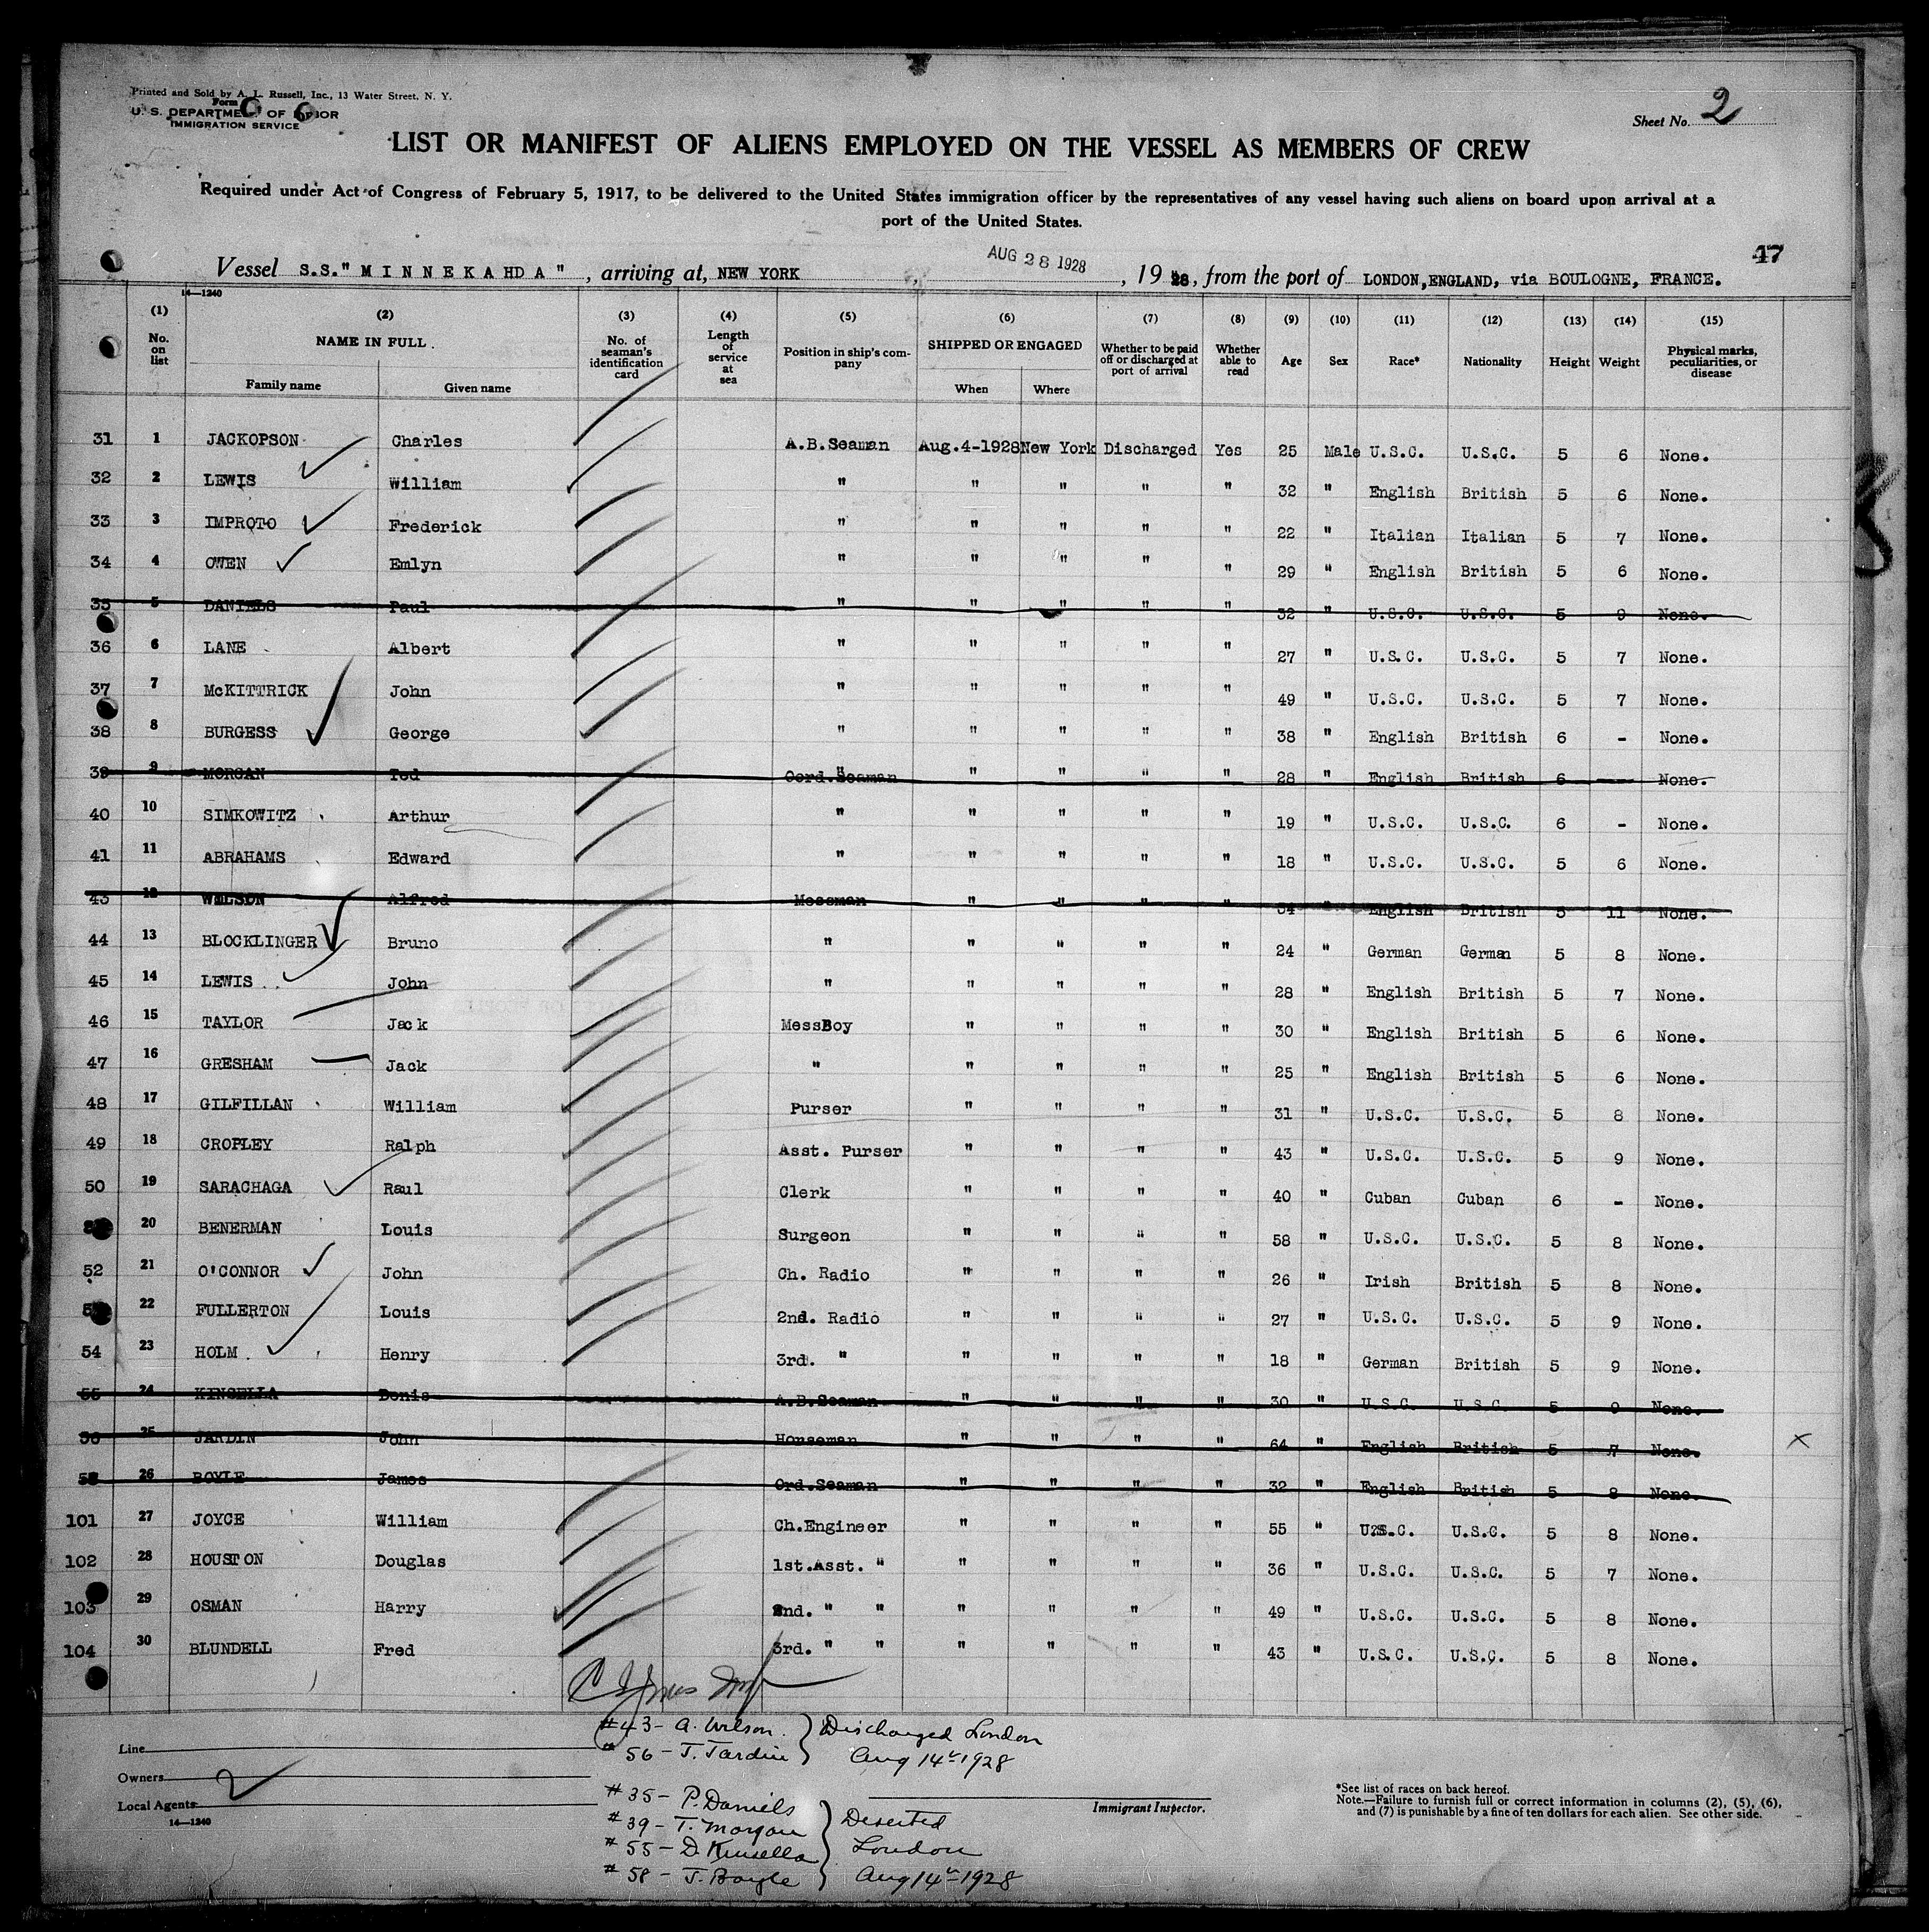 Printed and Sold by A. L. Russell, Inc., 13 Water Street, N. Y.
Form
U. S. DEPARTMENT OF LABOR
IMMIGRATION SERVICE
Sheet No. 2
LIST OR MANIFEST OF ALIENS EMPLOYED ON THE VESSEL AS MEMBERS OF CREW
Required under Act of Congress of February 5, 1917, to be delivered to the United States immigration officer by the representatives of any vessel having such aliens on board upon arrival at a
port of the United States.
47
Vessel S.S." M I N N E K A HD A " , arriving at, NEW YORK , AUG 28 1928 , 19 28, from the port of LONDON,ENGLAND, via BOULOGNE, FRANCE.
14—1240
(1) (2) (3) (4) (5) (6) (7) (8) (9) (10) (11) (12) (13) (14) (15)
No. on list NAME IN FULL No. of seaman's identification card Length of service at sea Position in ship's company SHIPPED OR ENGAGED Whether to be paid off or discharged at port of arrival Whether able to read Age Sex Race* Nationality Height Weight Physical marks, peculiarities, or disease
Family name Given name When Where
31 1 JACKOPSON Charles A.B.Seaman Aug.4-1928 New York Discharged Yes 25 Male U.S.C. U.S.C. 5 6 None.
32 2 LEWIS William " " " " " 32 " English British 5 6 None.
33 3 IMPROTO Frederick " " " " " 22 " Italian Italian 5 7 None.
34 4 OWEN Emlyn " " " " " 29 " English British 5 6 None.
35 5 DANIELS Paul " " " " " 32 " U.S.C. U.S.C. 5 9 None.
36 6 LANE Albert " " " " " 27 " U.S.C. U.S.C. 5 7 None.
37 7 McKITTRICK John " " " " " 49 " U.S.C. U.S.C. 5 7 None.
38 8 BURGESS George " " " " " 38 " English British 6 - None.
39 9 MORGAN Ted Oord.Seaman " " " " 28 " English British 6 — None.
40 10 SIMKOWITZ Arthur " " " " " 19 " U.S.C. U.S.C. 6 - None.
41 11 ABRAHAMS Edward " " " " " 18 " U.S.C. U.S.C. 5 6 None.
43 12 WILSON Alfred Messman " " " " 34 " English British 5 11 None.
44 13 BLOCKLINGER Bruno " " " " " 24 " German German 5 8 None.
45 14 LEWIS John " " " " " 28 " English British 5 7 None.
46 15 TAYLOR Jack MessBoy " " " " 30 " English British 5 6 None.
47 16 GRESHAM Jack " " " " " 25 " English British 5 6 None.
48 17 GILFILLAN William Purser " " " " 31 " U.S.C. U.S.C. 5 8 None.
49 18 CROPLEY Ralph Asst. Purser " " " " 43 " U.S.C. U.S.C. 5 9 None.
50 19 SARACHAGA Raul Clerk " " " " 40 " Cuban Cuban 6 - None.
20 BENERMAN Louis Surgeon " " " " 58 " U.S.C. U.S.C. 5 8 None.
52 21 O'CONNOR John Ch. Radio " " " " 26 " Irish British 5 8 None.
22 FULLERTON Louis 2nd. Radio " " " " 27 " U.S.C. U.S.C. 5 9 None.
54 23 HOLM Henry 3rd. " " " " " 18 " German British 5 9 None.
55 24 KINSELLA Denis A.B.Seaman " " " " 30 " U.S.C. U.S.C. 5 9 None.
56 25 JARDIN John Horseman " " " " 64 " English British 5 7 None. X
58 26 BOYLE James Ord.Seaman " " " " 32 " English British 5 8 None.
101 27 JOYCE William Ch.Engineer " " " " 55 " U.S.C. U.S.C. 5 8 None.
102 28 HOUSTON Douglas 1st.Asst. " " " " " 36 " U.S.C. U.S.C. 5 7 None.
103 29 OSMAN Harry 2nd. " " " " " " 49 " U.S.C. U.S.C. 5 8 None.
104 30 BLUNDELL Fred 3rd. " " " " " " 43 " U.S.C. U.S.C. 5 8 None.
#43- A. Wilson. } Discharged London
" 56- J. Jardin } Aug 14th 1928
Line
Owners 2
Local Agents
14—1240
# 35- P. Daniels } Deserted
# 39- T. Morgan } London
# 55- D. Kinsella } Aug 14th 1928
# 58- J. Boyle }
Immigrant Inspector.
*See list of races on back hereof.
Note.—Failure to furnish full or correct information in columns (2), (5), (6),
and (7) is punishable by a fine of ten dollars for each alien. See other side.